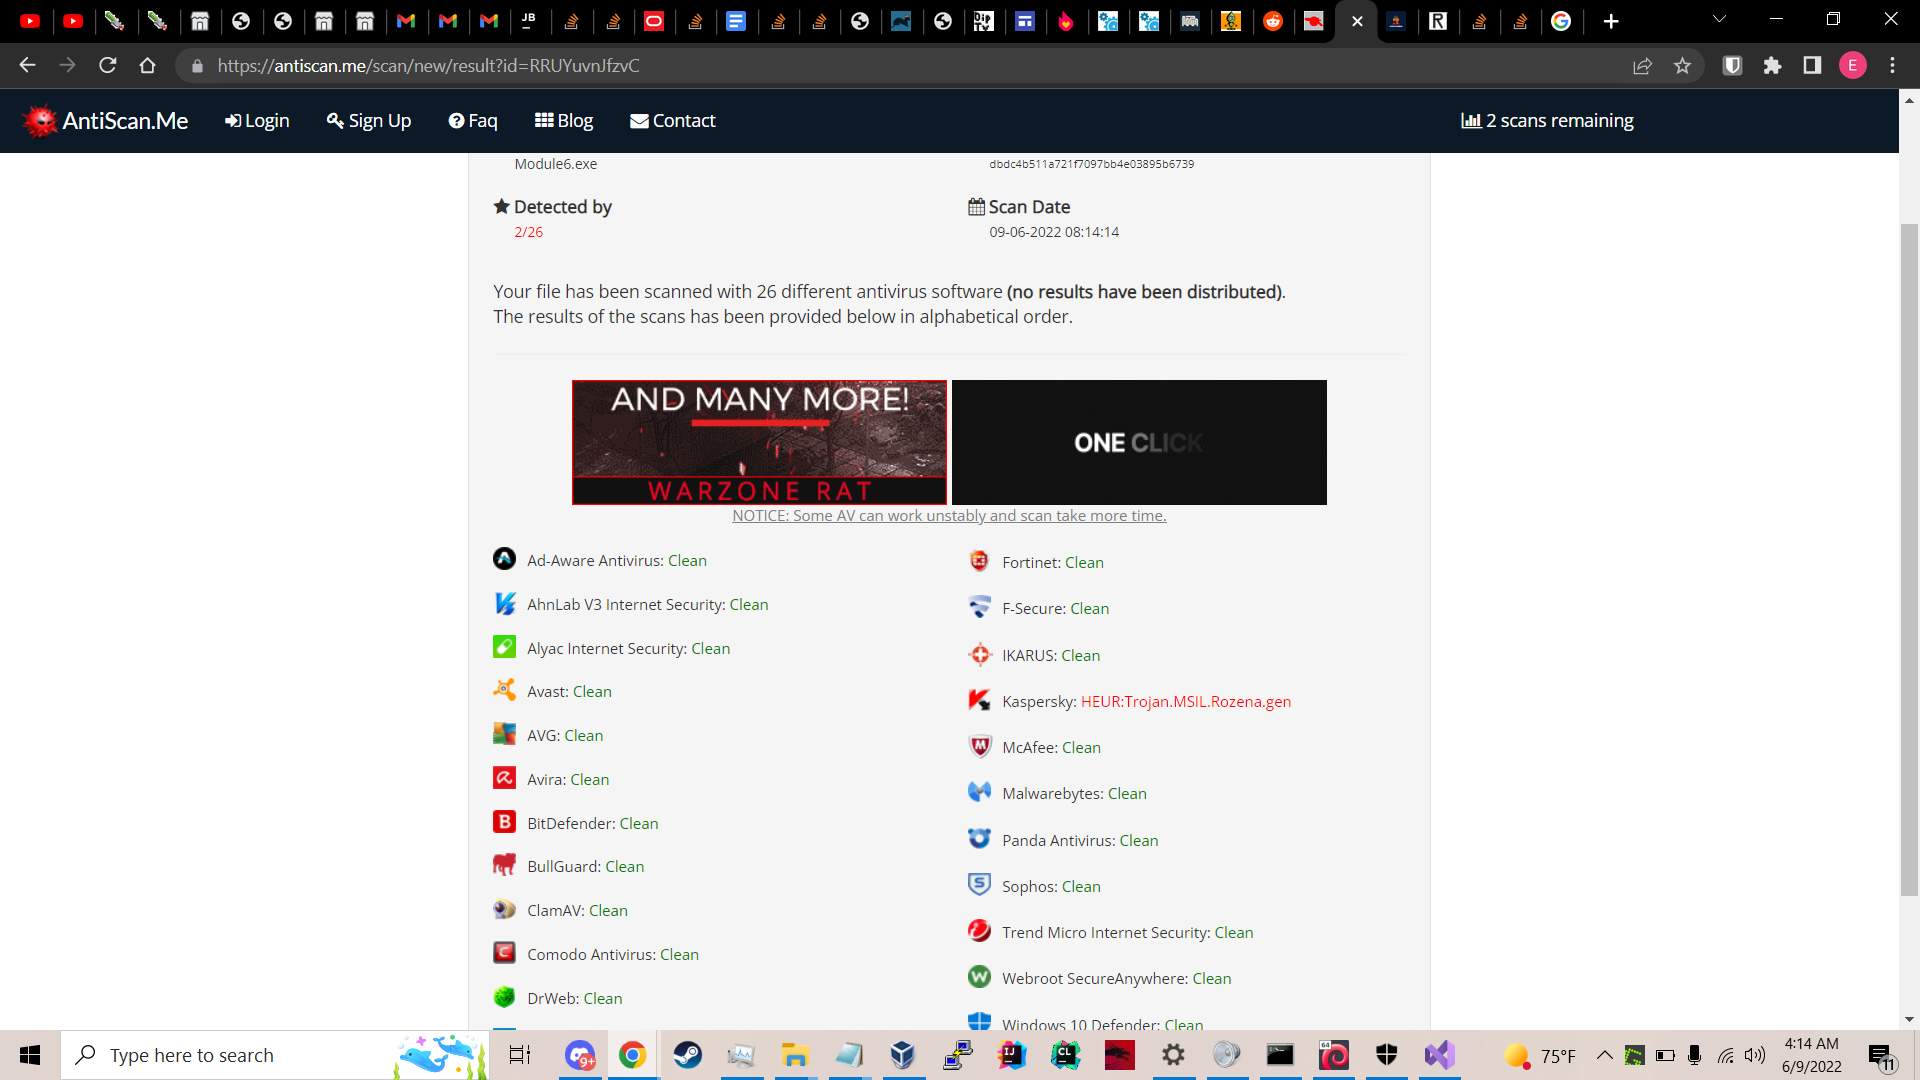 JB
DiP
R
https://antiscan.me/scan/new/result?id=RRUYuvnJfzvC
E
AntiScan.Me
Login
Sign Up
Faq
Blog
Contact
2 scans remaining
Module6.exe
dbdc4b511a721f7097bb4e03895b6739
Detected by
Scan Date
2/26
09-06-2022 08:14:14
Your file has been scanned with 26 different antivirus software (no results have been distributed).
The results of the scans has been provided below in alphabetical order.
AND MANY MORE!
WARZONE RAT
ONE CLICK
NOTICE: Some AV can work unstably and scan take more time.
Ad-Aware Antivirus: Clean
AhnLab V3 Internet Security: Clean
Alyac Internet Security: Clean
Avast: Clean
AVG: Clean
Avira: Clean
BitDefender: Clean
BullGuard: Clean
ClamAV: Clean
Comodo Antivirus: Clean
DrWeb: Clean
Fortinet: Clean
F-Secure: Clean
IKARUS: Clean
Kaspersky: HEUR:Trojan.MSIL.Rozena.gen
McAfee: Clean
Malwarebytes: Clean
Panda Antivirus: Clean
Sophos: Clean
Trend Micro Internet Security: Clean
Webroot SecureAnywhere: Clean
Windows 10 Defender: Clean
Type here to search
9+
IJ
CL
64
75°F
4:14 AM
6/9/2022
11